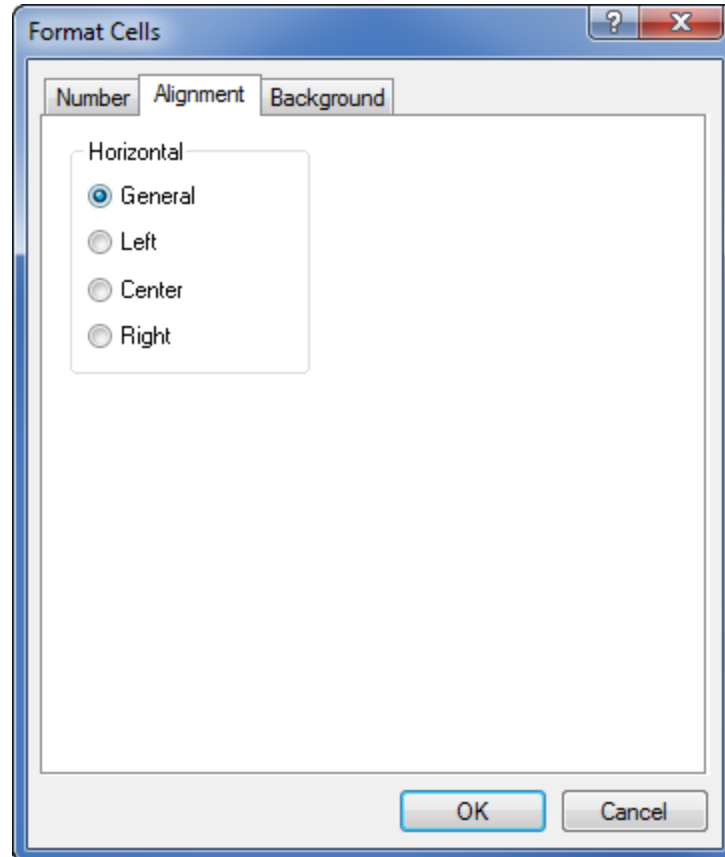 Format Cells
Number Alignment Background
Horizontal
General
Left
Center
Right
OK Cancel